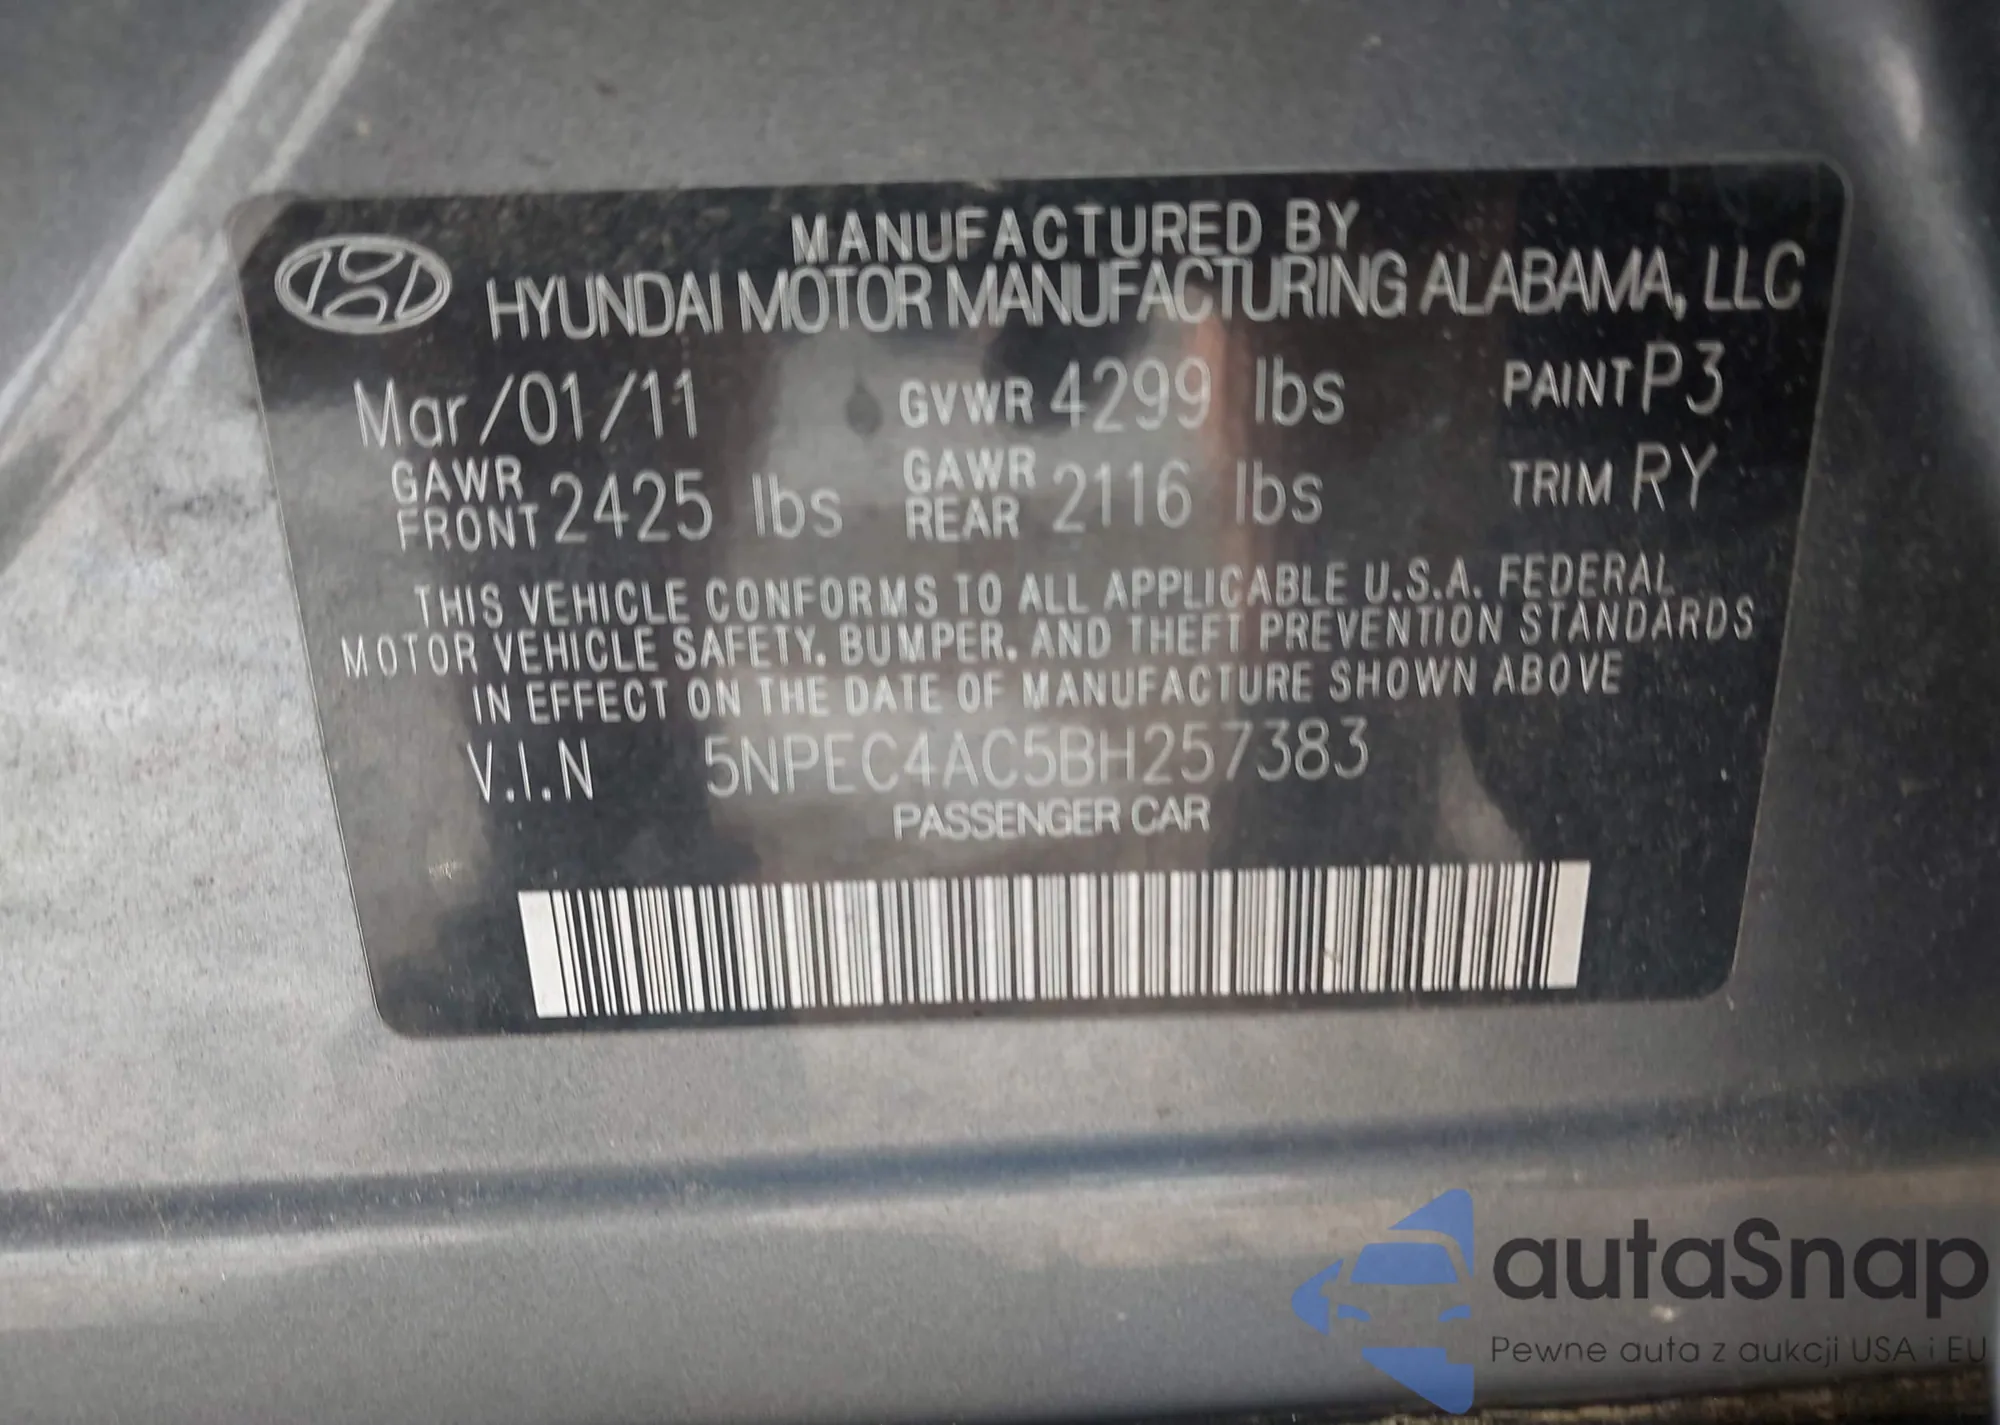 MANUFACTURED BY
HYUNDAI MOTOR MANUFACTURING ALABAMA, LLC
Mar/01/11 GVWR 4299 lbs PAINT P3
GAWR FRONT 2425 lbs GAWR REAR 2116 lbs TRIM RY
THIS VEHICLE CONFORMS TO ALL APPLICABLE U.S.A. FEDERAL
MOTOR VEHICLE SAFETY, BUMPER, AND THEFT PREVENTION STANDARDS
IN EFFECT ON THE DATE OF MANUFACTURE SHOWN ABOVE
V.I.N 5NPEC4AC5BH257383
PASSENGER CAR
autaSnap
Pewne auta z aukcji USA i EU